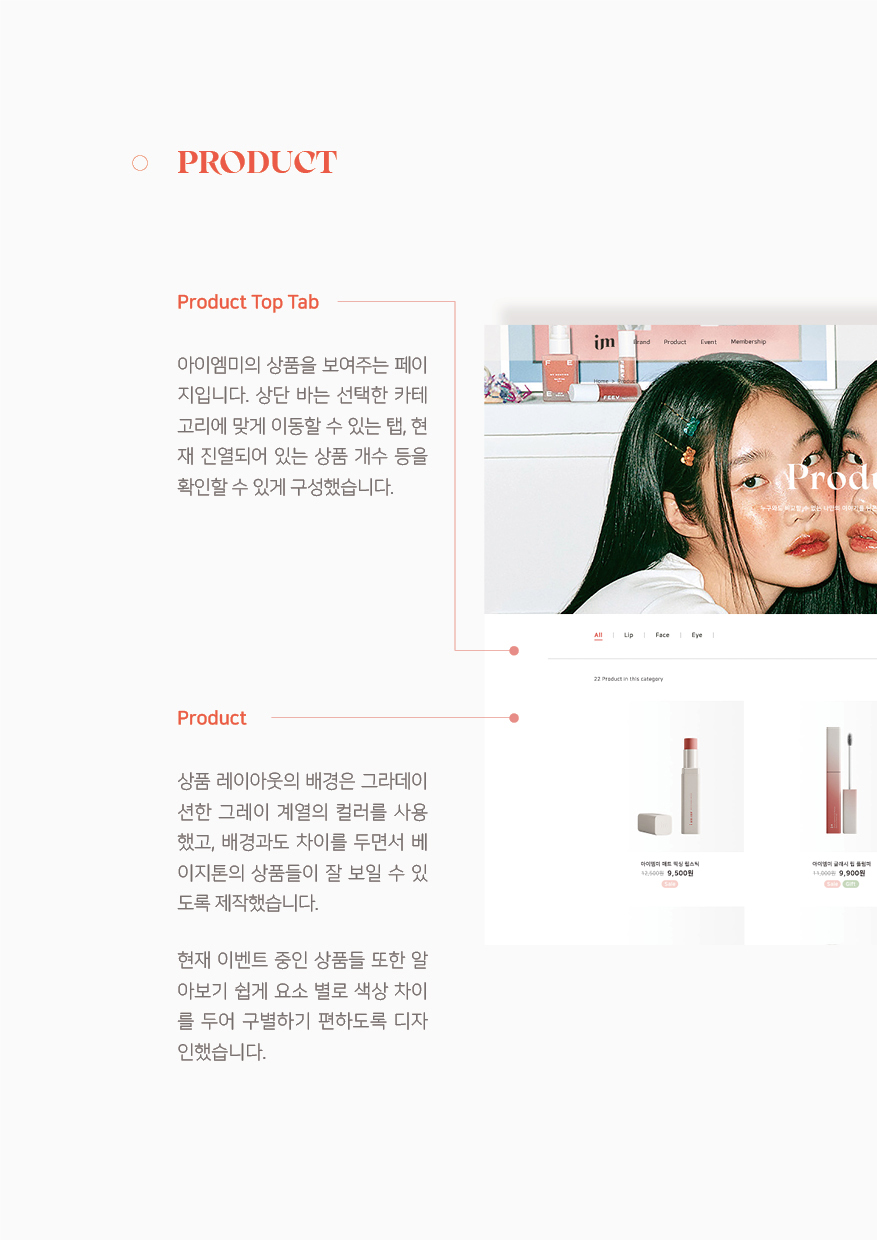 PRODUCT
Product Top Tab
아이엠미의 상품을 보여주는 페이
지입니다. 상단 바는 선택한 카테
고리에 맞게 이동할 수 있는 탭, 현
재 진열되어 있는 상품 개수 등을
확인할 수 있게 구성했습니다.
im Brand Product Event Membership
F E
E E
FEEV
Home > Product
Produ
All | Lip | Face | Eye |
22 Product in this category
Product
상품 레이아웃의 배경은 그라데이
션한 그레이 계열의 컬러를 사용
했고, 배경과도 차이를 두면서 베
이지톤의 상품들이 잘 보일 수 있
도록 제작했습니다.
현재 이벤트 중인 상품들 또한 알
아보기 쉽게 요소 별로 색상 차이
를 두어 구별하기 편하도록 디자
인했습니다.
아이엠미 매트 믹싱 립스틱
12,500원 9,500원
Sale
아이엠미 글래시 립 플럼퍼
11,000원 9,900원
Sale Gift